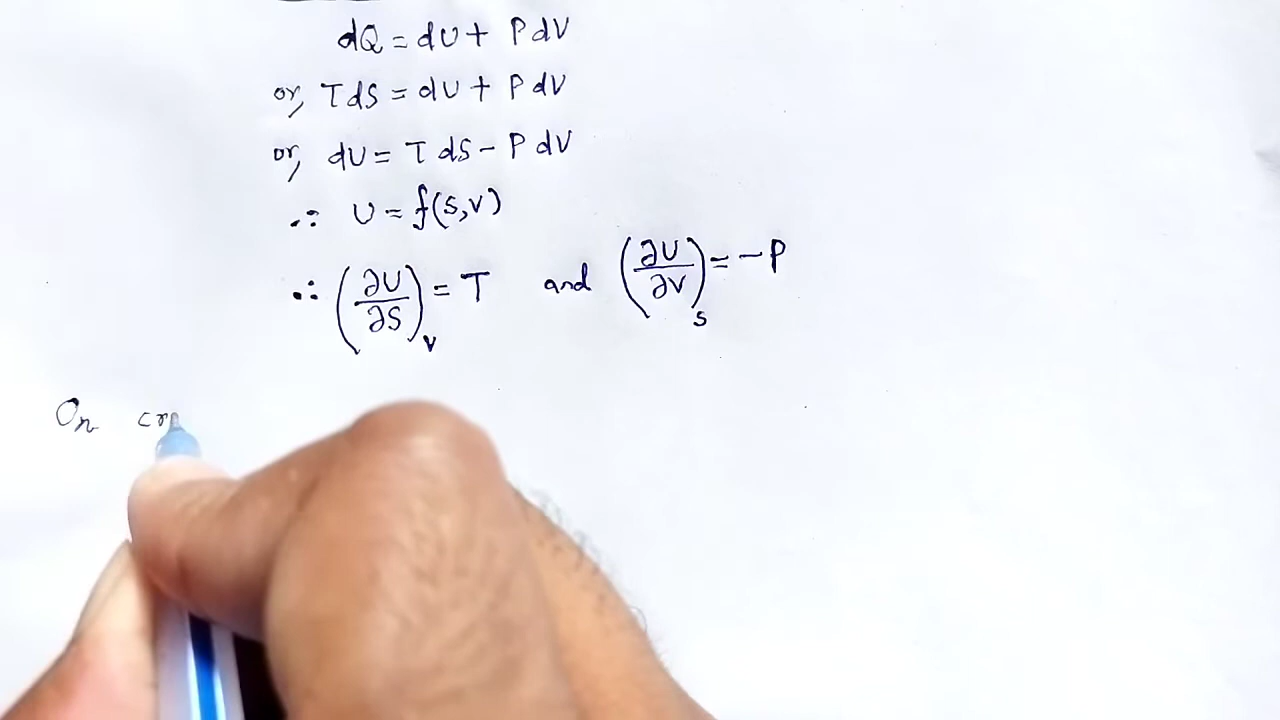 dQ = dU + PdV
or, TdS = dU + PdV
or, dU = TdS - PdV
∴ U = f(S,V)
∴ (∂U/∂S)_V = T and (∂U/∂V)_S = -P
On